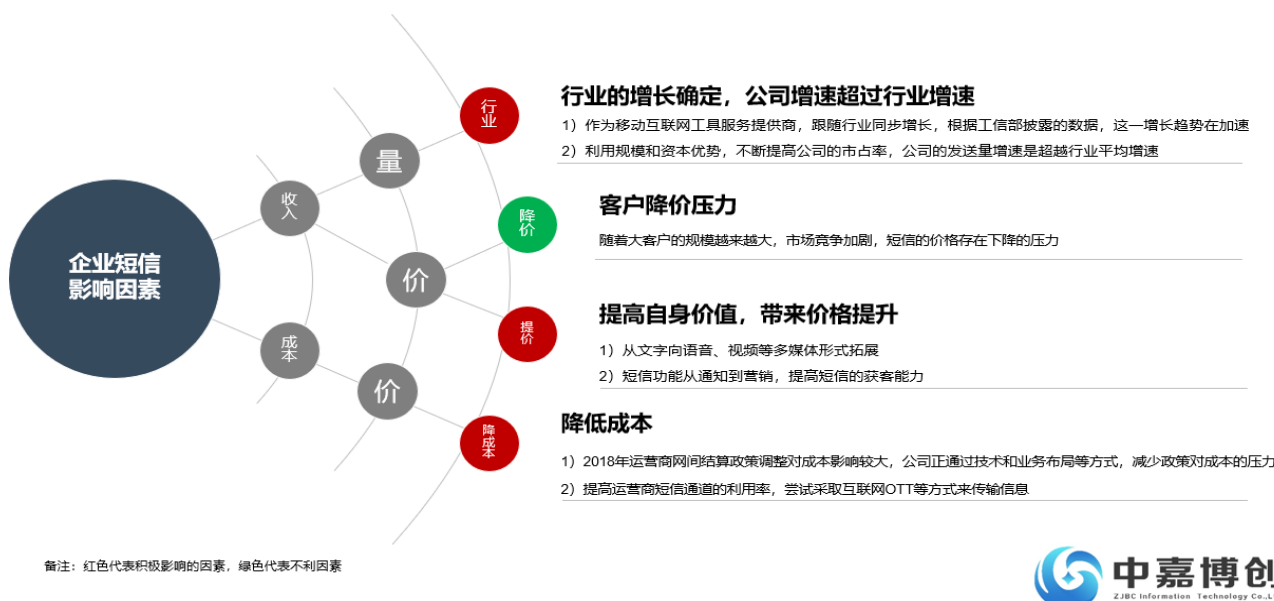 企业短信
影响因素
收入
成本
量
价
价
行业
降价
提价
降成本
行业的增长确定，公司增速超过行业增速
1）作为移动互联网工具服务提供商，跟随行业同步增长，根据工信部披露的数据，这一增长趋势在加速
2）利用规模和资本优势，不断提高公司的市占率，公司的发送量增速是超越行业平均增速
客户降价压力
随着大客户的规模越来越大，市场竞争加剧，短信的价格存在下降的压力
提高自身价值，带来价格提升
1）从文字向语音、视频等多媒体形式拓展
2）短信功能从通知到营销，提高短信的获客能力
降低成本
1）2018年运营商网间结算政策调整对成本影响较大，公司正通过技术和业务布局等方式，减少政策对成本的压力
2）提高运营商短信通道的利用率，尝试采取互联网OTT等方式来传输信息
备注：红色代表积极影响的因素，绿色代表不利因素
中嘉博创
ZJBC Information Technology Co.,L